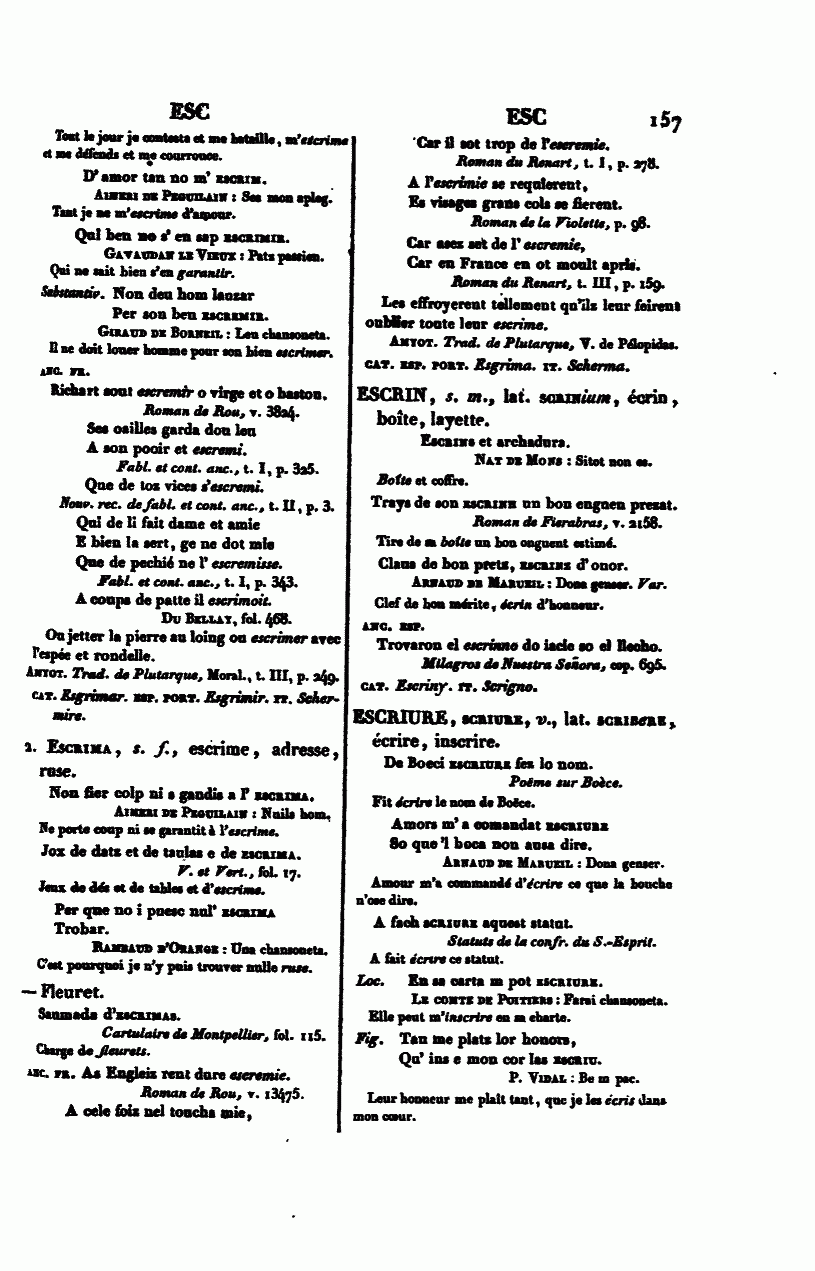 ESC
Tout le jour je conteste et me bataille, m'escrime
et me défends et me courrouce.
D'amor tan no m' ESCRIM.
AIMERI DE PEGUILAIN : Ses mon apleg.
Tant je ne m'escrime d'amour.
Qui ben no s' en sap ESCRIMIR.
GAVAUDAN LE VIEUX : Patz passien.
Qui ne sait bien s'en garantir.
Substantiv. Non deu hom lauzar
Per son ben ESCREMIR.
GIRAUD DE BORNEIL : Leu chansoneta.
Il ne doit louer homme pour son bien escrimer.
ANC. FR.
Richart sout escremir o virge et o baston.
Roman de Rou, v. 3824.
Ses oailles garda dou leu
A son pooir et escremi.
Fabl. et cont. anc., t. I, p. 325.
Que de toz vices s'escremi.
Nouv. rec. de fabl. et cont. anc., t. II, p. 3.
Qui de li fait dame et amie
E bien la sert, ge ne dot mie
Que de pechié ne l' escremisse.
Fabl. et cont. anc., t. I, p. 343.
A coups de patte il escrimoit.
DU BELLAY, fol. 468.
Ou jetter la pierre au loing ou escrimer avec
l'espée et rondelle.
AMYOT. Trad. de Plutarque, Moral., t. III, p. 249.
CAT. Esgrimar. ESP. PORT. Esgrimir. IT. Scher-
mire.
2. ESCRIMA, s. f., escrime, adresse,
ruse.
Non fier colp ni s gandis a l' ESCRIMA.
AIMERI DE PEGUILAIN : Nuils hom.
Ne porte coup ni se garantit à l'escrime.
Jox de datz et de taulas e de ESCRIMA.
V. et Vert., fol. 17.
Jeux de dés et de tables et d'escrime.
Per que no i puesc nul' ESCRIMA
Trobar.
RAMBAUD D'ORANGE : Una chansoneta.
C'est pourquoi je n'y puis trouver nulle ruse.
— Fleuret.
Saumada d'ESCRIMAS.
Cartulaire de Montpellier, fol. 115.
Charge de fleurets.
ANC. FR. As Engleiz rent dure escremie.
Roman de Rou, v. 13475.
A cele foiz nel toucha mie,
ESC 157
Car il sot trop de l'escremie.
Roman du Renart, t. I, p. 278.
A l'escrimie se requierent,
Es visages grans cols se fierent.
Roman de la Violette, p. 98.
Car asez set de l' escremie,
Car en France en ot moult apris.
Roman du Renart, t. III, p. 159.
Les effroyerent tellement qu'ilz leur feirent
oublier toute leur escrime.
AMYOT. Trad. de Plutarque, V. de Pélopidas.
CAT. ESP. PORT. Esgrima. IT. Scherma.
ESCRIN, s. m., lat. SCRINium, écrin,
boîte, layette.
ESCRINS et archadura.
NAT DE MONS : Sitot non es.
Boîte et coffre.
Trays de son ESCRINH un bon enguen prezat.
Roman de Fierabras, v. 2158.
Tire de sa boîte un bon onguent estimé.
Claus de bon pretz, ESCRINS d'onor.
ARNAUD DE MARUEIL : Dona genser. Var.
Clef de bon mérite, écrin d'honneur.
ANC. ESP.
Trovaron el escrinno do iacie so el llecho.
Milagros de Nuestra Señora, cop. 695.
CAT. Escriny. IT. Scrigno.
ESCRIURE, SCRIURE, v., lat. SCRIBERE,
écrire, inscrire.
De Boeci ESCRIURE fez lo nom.
Poëme sur Boèce.
Fit écrire le nom de Boëce.
Amors m' a comandat ESCRIURE
So que 'l boca non ausa dire.
ARNAUD DE MARUEIL : Dona genser.
Amour m'a commandé d'écrire ce que la bouche
n'ose dire.
A fach SCRIURE aquest statut.
Statuts de la confr. du S.-Esprit.
A fait écrire ce statut.
Loc. En sa carta m pot ESCRIURE.
LE COMTE DE POITIERS : Farai chansoneta.
Elle peut m'inscrire en sa charte.
Fig. Tan me platz lor honors,
Qu' ins e mon cor las ESCRIU.
P. VIDAL : Be m pac.
Leur honneur me plaît tant, que je les écris dans
mon cœur.